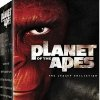 PLANET
OF THE
APES
THE LEGACY COLLECTION